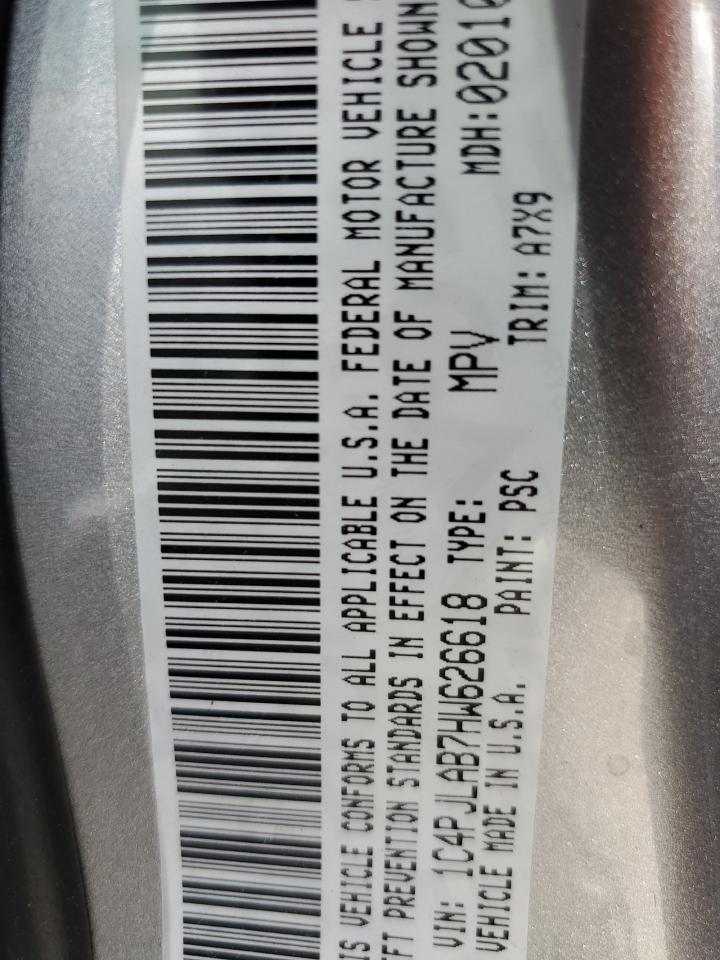 IS VEHICLE CONFORMS TO ALL APPLICABLE U.S.A. FEDERAL MOTOR VEHICLE
FT PREVENTION STANDARDS IN EFFECT ON THE DATE OF MANUFACTURE SHOWN
VIN: 1C4PJLAB7HW626618 TYPE: MPV MDH:02010
VEHICLE MADE IN U.S.A. PAINT: PSC TRIM: A7X9